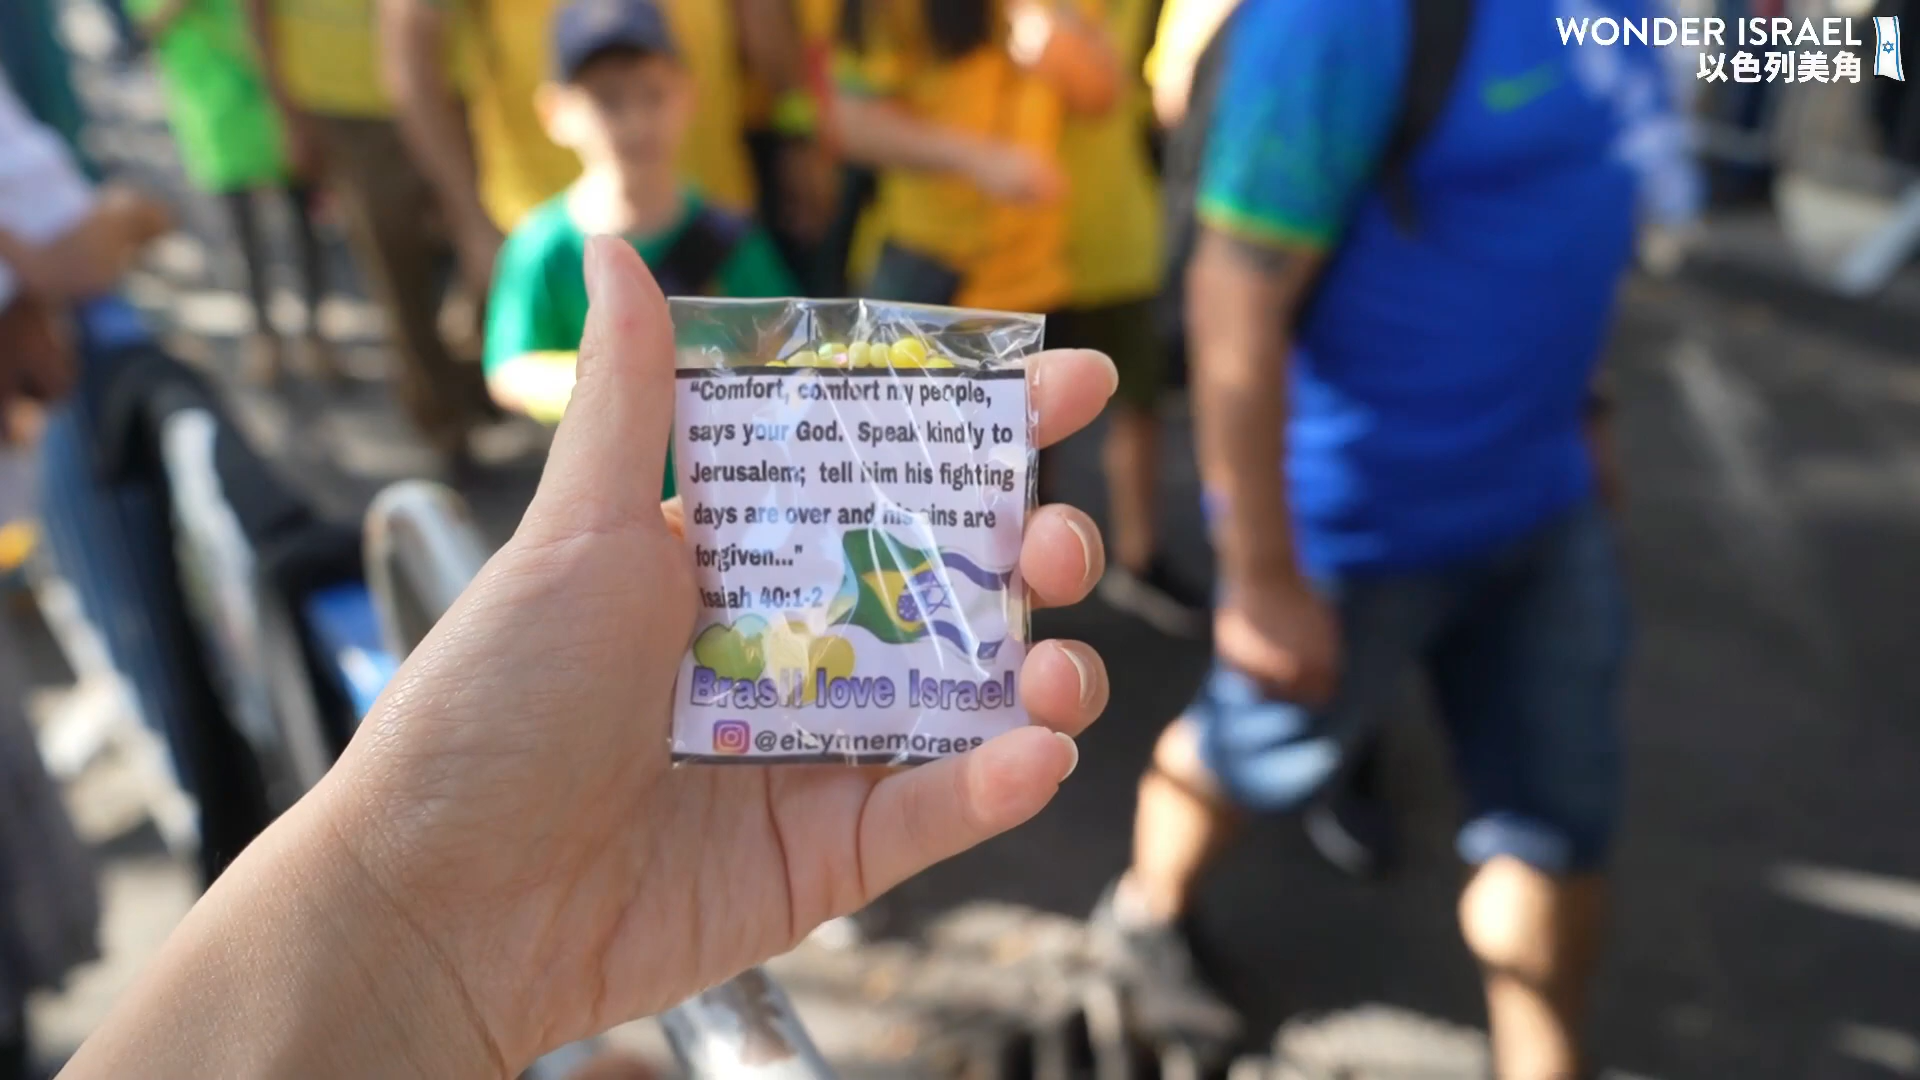 WONDER ISRAEL
以色列美角
“Comfort, comfort my people,
says your God. Speak kindly to
Jerusalem; tell him his fighting
days are over and his sins are
forgiven..."
Isaiah 40:1-2
Brasil love Israel
@elaynnemoraes